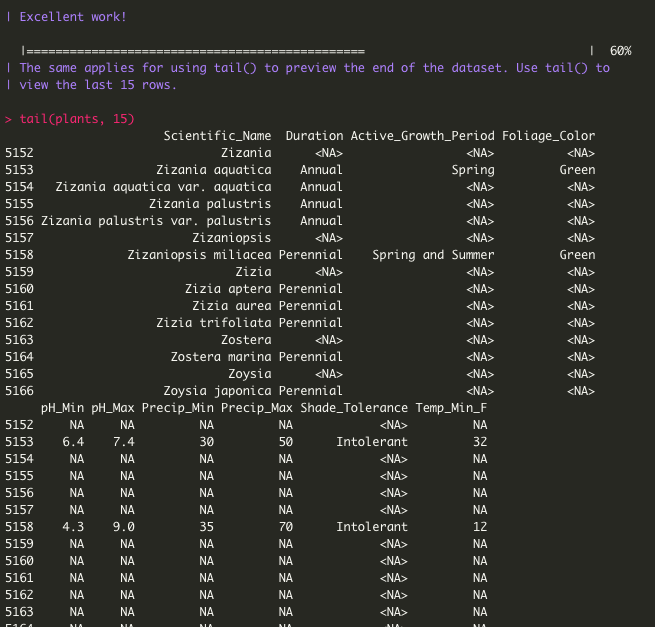 | Excellent work!
|===============================================                               |  60%
| The same applies for using tail() to preview the end of the dataset. Use tail() to
| view the last 15 rows.
> tail(plants, 15)
                      Scientific_Name  Duration Active_Growth_Period Foliage_Color
5152                          Zizania      <NA>                 <NA>          <NA>
5153                 Zizania aquatica    Annual               Spring         Green
5154   Zizania aquatica var. aquatica    Annual                 <NA>          <NA>
5155                Zizania palustris    Annual                 <NA>          <NA>
5156 Zizania palustris var. palustris    Annual                 <NA>          <NA>
5157                      Zizaniopsis      <NA>                 <NA>          <NA>
5158             Zizaniopsis miliacea Perennial    Spring and Summer         Green
5159                            Zizia      <NA>                 <NA>          <NA>
5160                     Zizia aptera Perennial                 <NA>          <NA>
5161                      Zizia aurea Perennial                 <NA>          <NA>
5162                 Zizia trifoliata Perennial                 <NA>          <NA>
5163                          Zostera      <NA>                 <NA>          <NA>
5164                   Zostera marina Perennial                 <NA>          <NA>
5165                           Zoysia      <NA>                 <NA>          <NA>
5166                  Zoysia japonica Perennial                 <NA>          <NA>
     pH_Min pH_Max Precip_Min Precip_Max Shade_Tolerance Temp_Min_F
5152     NA     NA         NA         NA            <NA>         NA
5153    6.4    7.4         30         50      Intolerant         32
5154     NA     NA         NA         NA            <NA>         NA
5155     NA     NA         NA         NA            <NA>         NA
5156     NA     NA         NA         NA            <NA>         NA
5157     NA     NA         NA         NA            <NA>         NA
5158    4.3    9.0         35         70      Intolerant         12
5159     NA     NA         NA         NA            <NA>         NA
5160     NA     NA         NA         NA            <NA>         NA
5161     NA     NA         NA         NA            <NA>         NA
5162     NA     NA         NA         NA            <NA>         NA
5163     NA     NA         NA         NA            <NA>         NA
5164     NA     NA         NA         NA            <NA>         NA